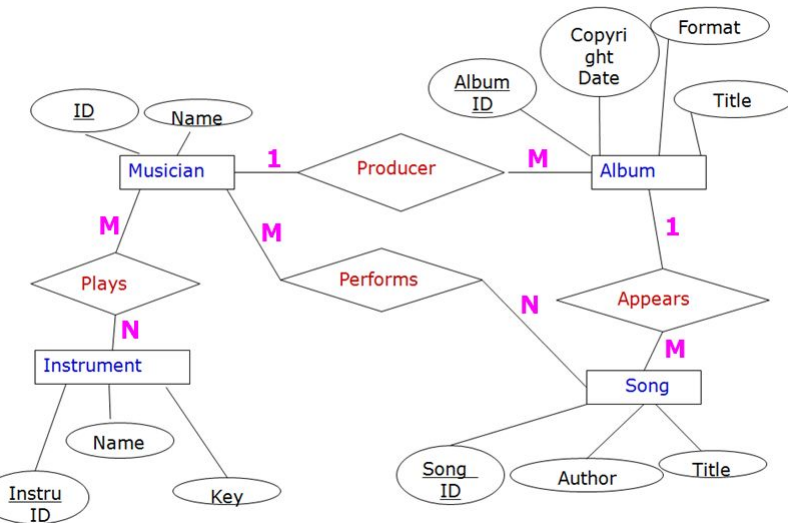 Copyri
ght
Date
Format
Album
ID
Title
ID
Name
Musician
1
Producer
M
Album
M
M
1
Plays
Performs
N
Appears
N
M
Instrument
Song
Name
Instru
ID
Key
Song
ID
Author
Title